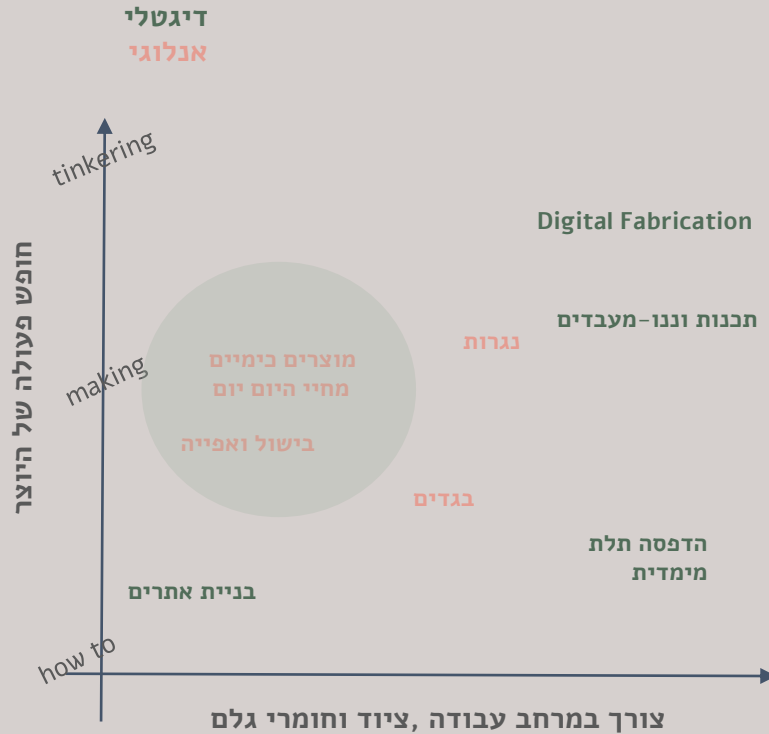 דיגטלי
אנלוגי
tinkering
Digital Fabrication
חופש פעולה של היוצר
תכנות וננו-מעבדים
נגרות
making
מוצרים כימיים
מחיי היום יום
בישול ואפייה
בגדים
הדפסה תלת
מימדית
בניית אתרים
how to
צורך במרחב עבודה ,ציוד וחומרי גלם